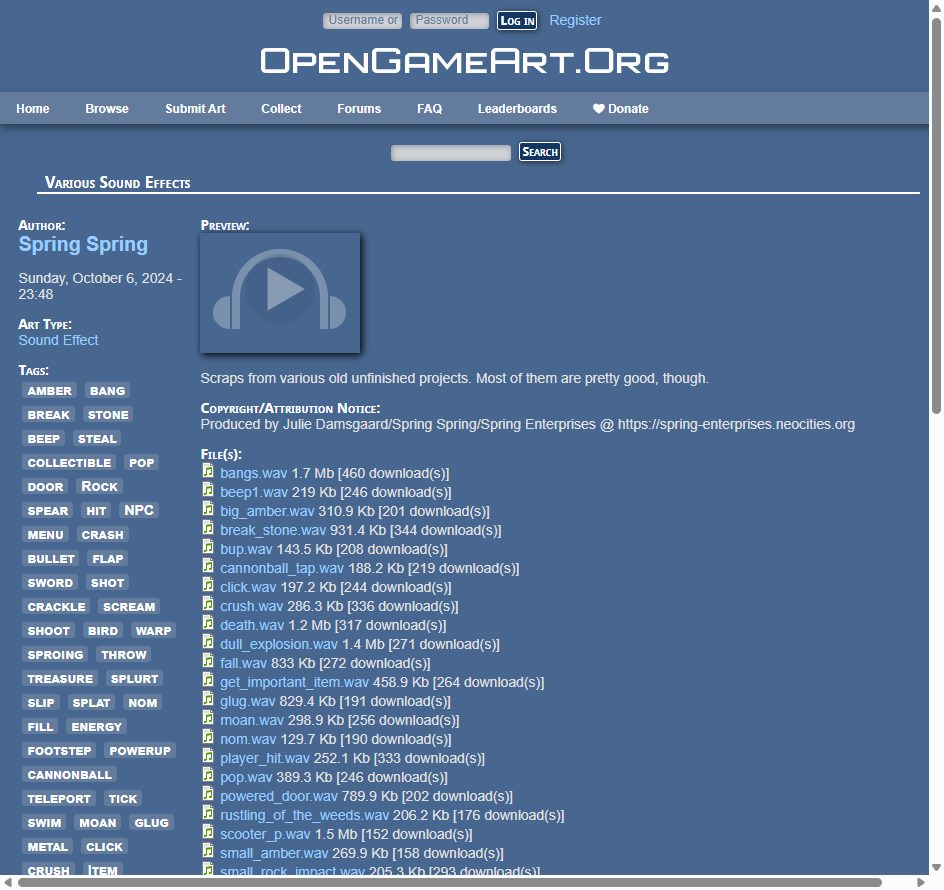 Username or Password Log in Register
OpenGameArt.Org
Home Browse Submit Art Collect Forums FAQ Leaderboards Donate
Search
Various Sound Effects
Author:
Spring Spring
Sunday, October 6, 2024 -
23:48
Art Type:
Sound Effect
Tags:
AMBER BANG
BREAK STONE
BEEP STEAL
COLLECTIBLE POP
DOOR Rock
SPEAR HIT NPC
MENU CRASH
BULLET FLAP
SWORD SHOT
CRACKLE SCREAM
SHOOT BIRD WARP
SPROING THROW
TREASURE SPLURT
SLIP SPLAT NOM
FILL ENERGY
FOOTSTEP POWERUP
CANNONBALL
TELEPORT TICK
SWIM MOAN GLUG
METAL CLICK
CRUSH Item
Preview:
Scraps from various old unfinished projects. Most of them are pretty good, though.
Copyright/Attribution Notice:
Produced by Julie Damsgaard/Spring Spring/Spring Enterprises @ https://spring-enterprises.neocities.org
File(s):
bangs.wav 1.7 Mb [460 download(s)]
beep1.wav 219 Kb [246 download(s)]
big_amber.wav 310.9 Kb [201 download(s)]
break_stone.wav 931.4 Kb [344 download(s)]
bup.wav 143.5 Kb [208 download(s)]
cannonball_tap.wav 188.2 Kb [219 download(s)]
click.wav 197.2 Kb [244 download(s)]
crush.wav 286.3 Kb [336 download(s)]
death.wav 1.2 Mb [317 download(s)]
dull_explosion.wav 1.4 Mb [271 download(s)]
fall.wav 833 Kb [272 download(s)]
get_important_item.wav 458.9 Kb [264 download(s)]
glug.wav 829.4 Kb [191 download(s)]
moan.wav 298.9 Kb [256 download(s)]
nom.wav 129.7 Kb [190 download(s)]
player_hit.wav 252.1 Kb [333 download(s)]
pop.wav 389.3 Kb [246 download(s)]
powered_door.wav 789.9 Kb [202 download(s)]
rustling_of_the_weeds.wav 206.2 Kb [176 download(s)]
scooter_p.wav 1.5 Mb [152 download(s)]
small_amber.wav 269.9 Kb [158 download(s)]
small_rock_impact.wav 205.3 Kb [293 download(s)]